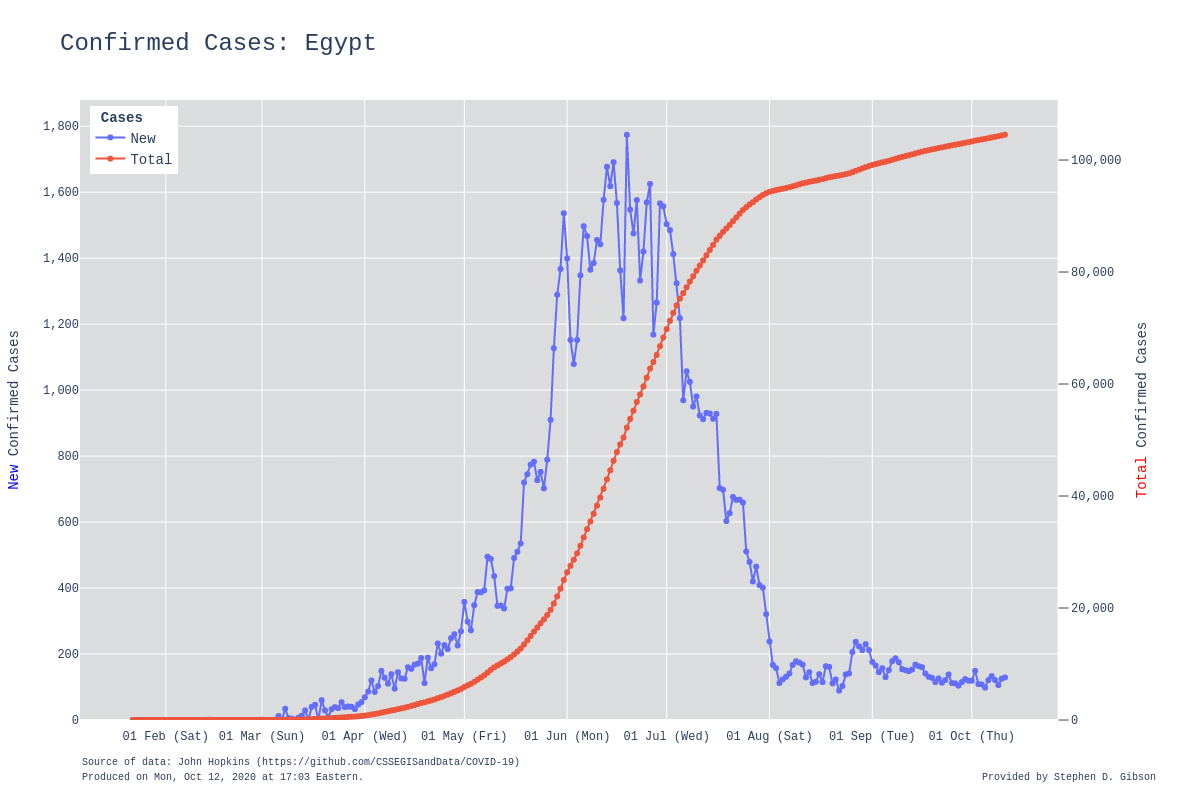 Confirmed Cases: Egypt
Cases
New
Total
1,800
1,600
1,400
1,200
1,000
800
600
400
200
0
New Confirmed Cases
100,000
80,000
60,000
40,000
20,000
0
Total Confirmed Cases
01 Feb (Sat) 01 Mar (Sun) 01 Apr (Wed) 01 May (Fri) 01 Jun (Mon) 01 Jul (Wed) 01 Aug (Sat) 01 Sep (Tue) 01 Oct (Thu)
Source of data: John Hopkins (https://github.com/CSSEGISandData/COVID-19)
Produced on Mon, Oct 12, 2020 at 17:03 Eastern.
Provided by Stephen D. Gibson